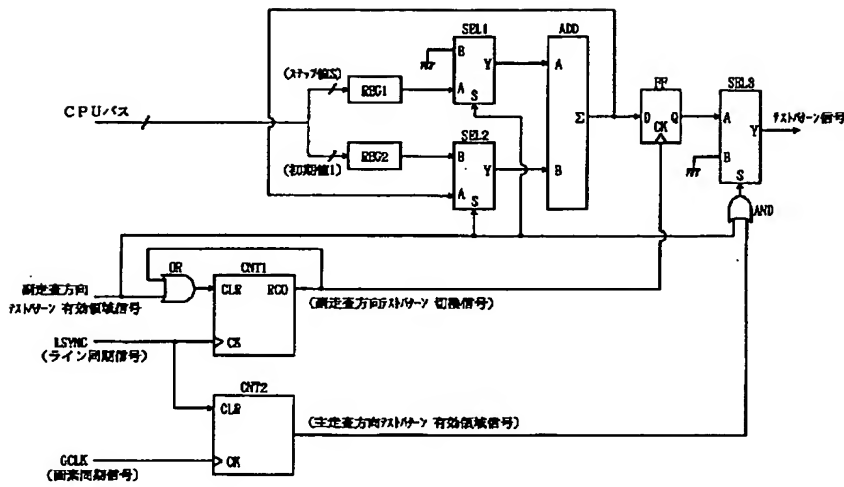 SEL1
ADD
B
Y
A
S
(ステップ値S)
REG1
A
Σ
B
FF
D
Q
CK
SEL3
A
Y
B
S
テストパターン信号
CPUバス
SEL2
REG2
B
Y
A
S
(初期値1)
AND
副走査方向
テストパターン 有効領域信号
OR
CNT1
CLR
RCO
CK
(副走査方向テストパターン 切換信号)
LSYNC
(ライン同期信号)
CNT2
CLR
CK
(主走査方向テストパターン 有効領域信号)
GCLK
(画素同期信号)